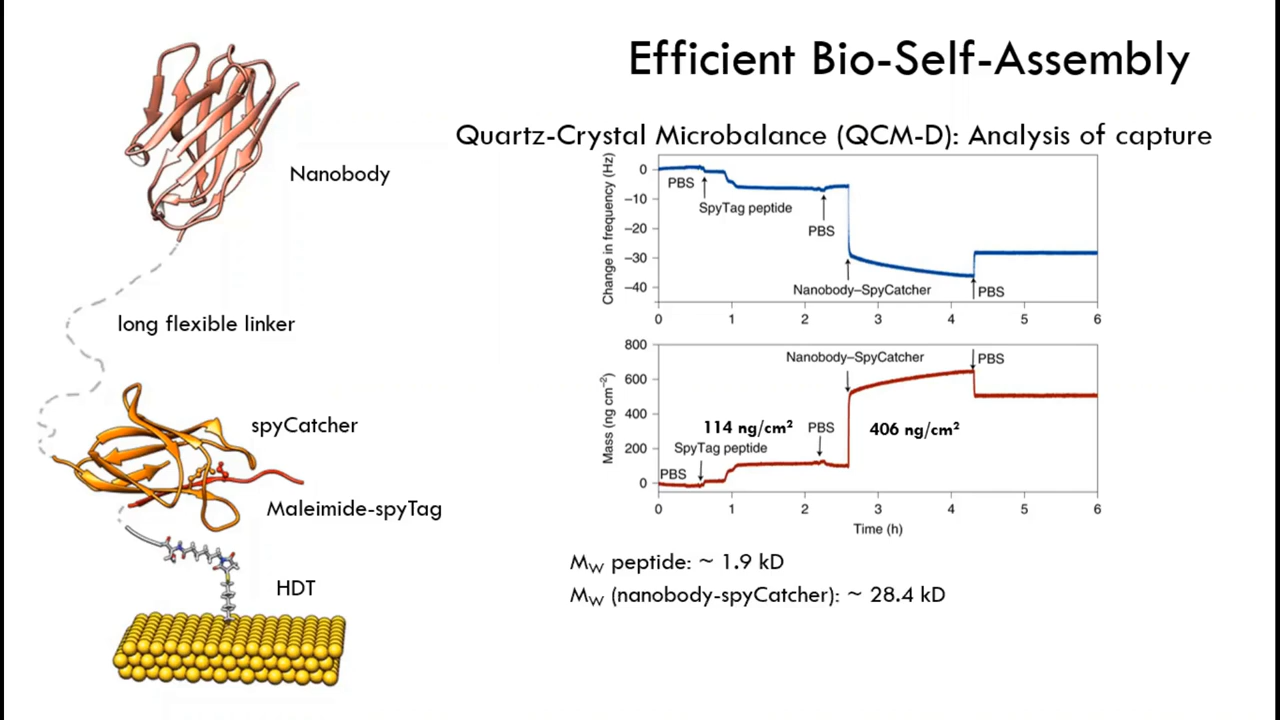 Efficient Bio-Self-Assembly
Quartz-Crystal Microbalance (QCM-D): Analysis of capture
Nanobody
long flexible linker
spyCatcher
Maleimide-spyTag
HDT
Change in frequency (Hz)
0
−10
−20
−30
−40
PBS
SpyTag peptide
PBS
Nanobody–SpyCatcher
PBS
0 1 2 3 4 5 6
Mass (ng cm⁻²)
800
600
400
200
0
Nanobody–SpyCatcher
PBS
114 ng/cm²
PBS
406 ng/cm²
SpyTag peptide
PBS
0 1 2 3 4 5 6
Time (h)
Mw peptide: ~ 1.9 kD
Mw (nanobody-spyCatcher): ~ 28.4 kD